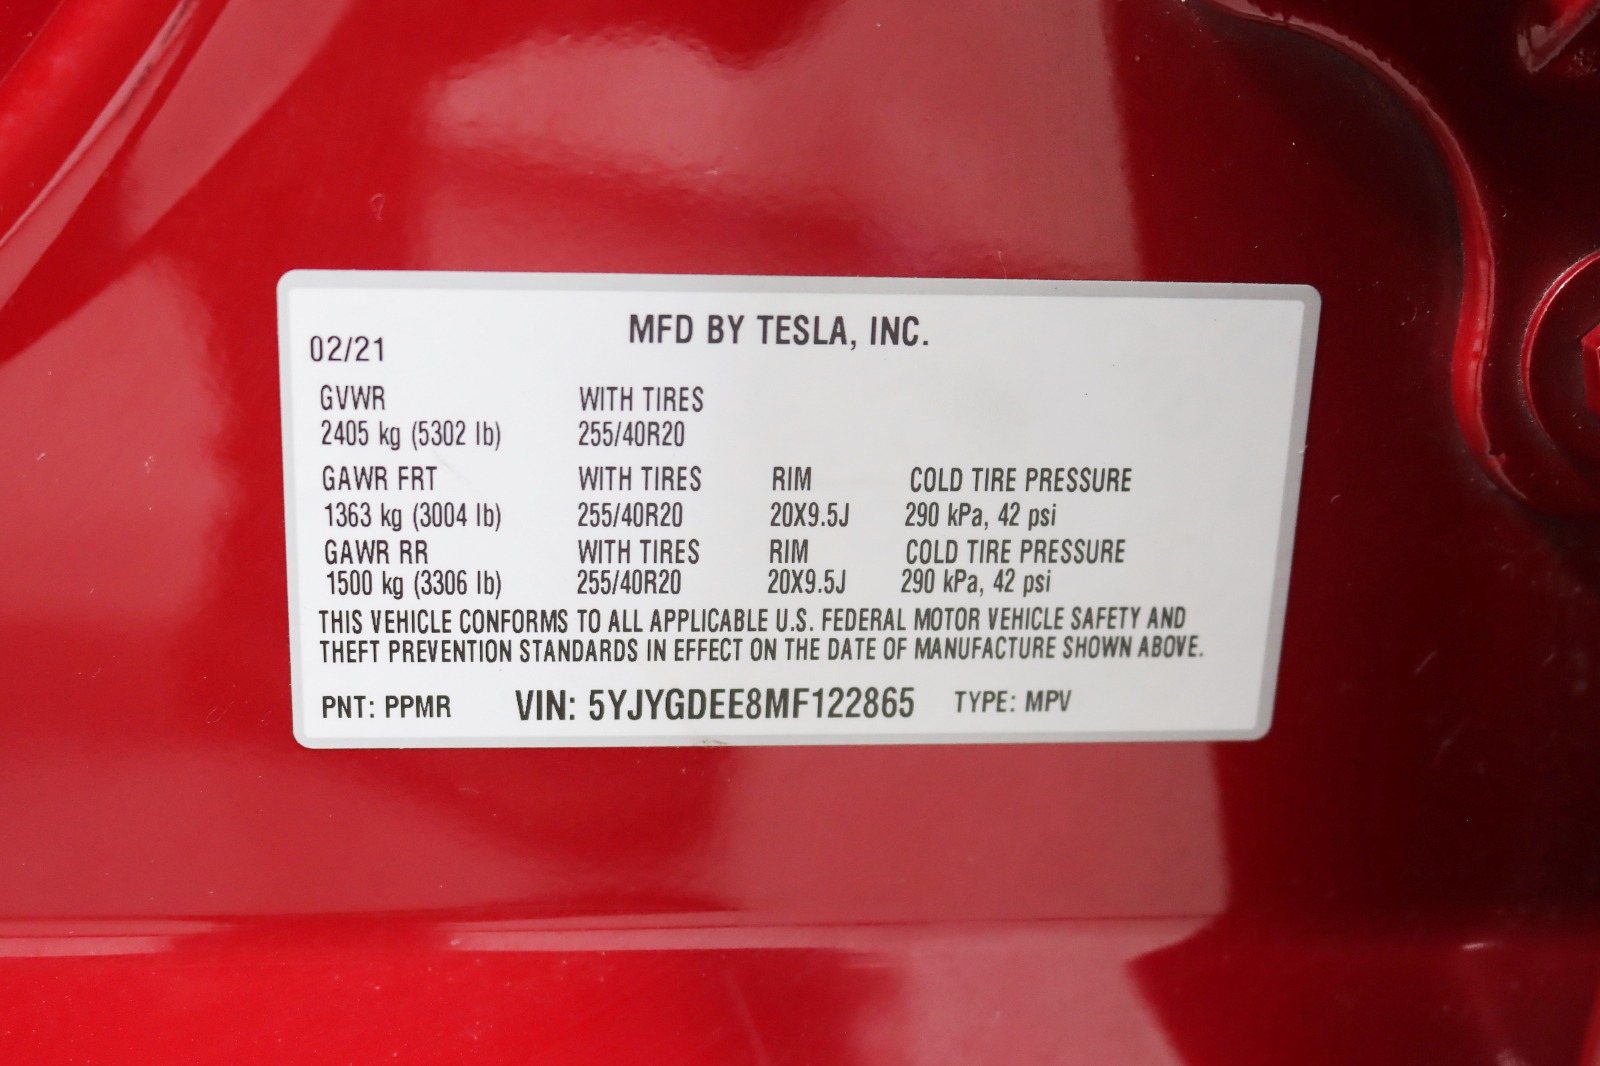 MFD BY TESLA, INC.
02/21
GVWR WITH TIRES
2405 kg (5302 lb) 255/40R20
GAWR FRT WITH TIRES RIM COLD TIRE PRESSURE
1363 kg (3004 lb) 255/40R20 20X9.5J 290 kPa, 42 psi
GAWR RR WITH TIRES RIM COLD TIRE PRESSURE
1500 kg (3306 lb) 255/40R20 20X9.5J 290 kPa, 42 psi
THIS VEHICLE CONFORMS TO ALL APPLICABLE U.S. FEDERAL MOTOR VEHICLE SAFETY AND
THEFT PREVENTION STANDARDS IN EFFECT ON THE DATE OF MANUFACTURE SHOWN ABOVE.
PNT: PPMR VIN: 5YJYGDEE8MF122865 TYPE: MPV